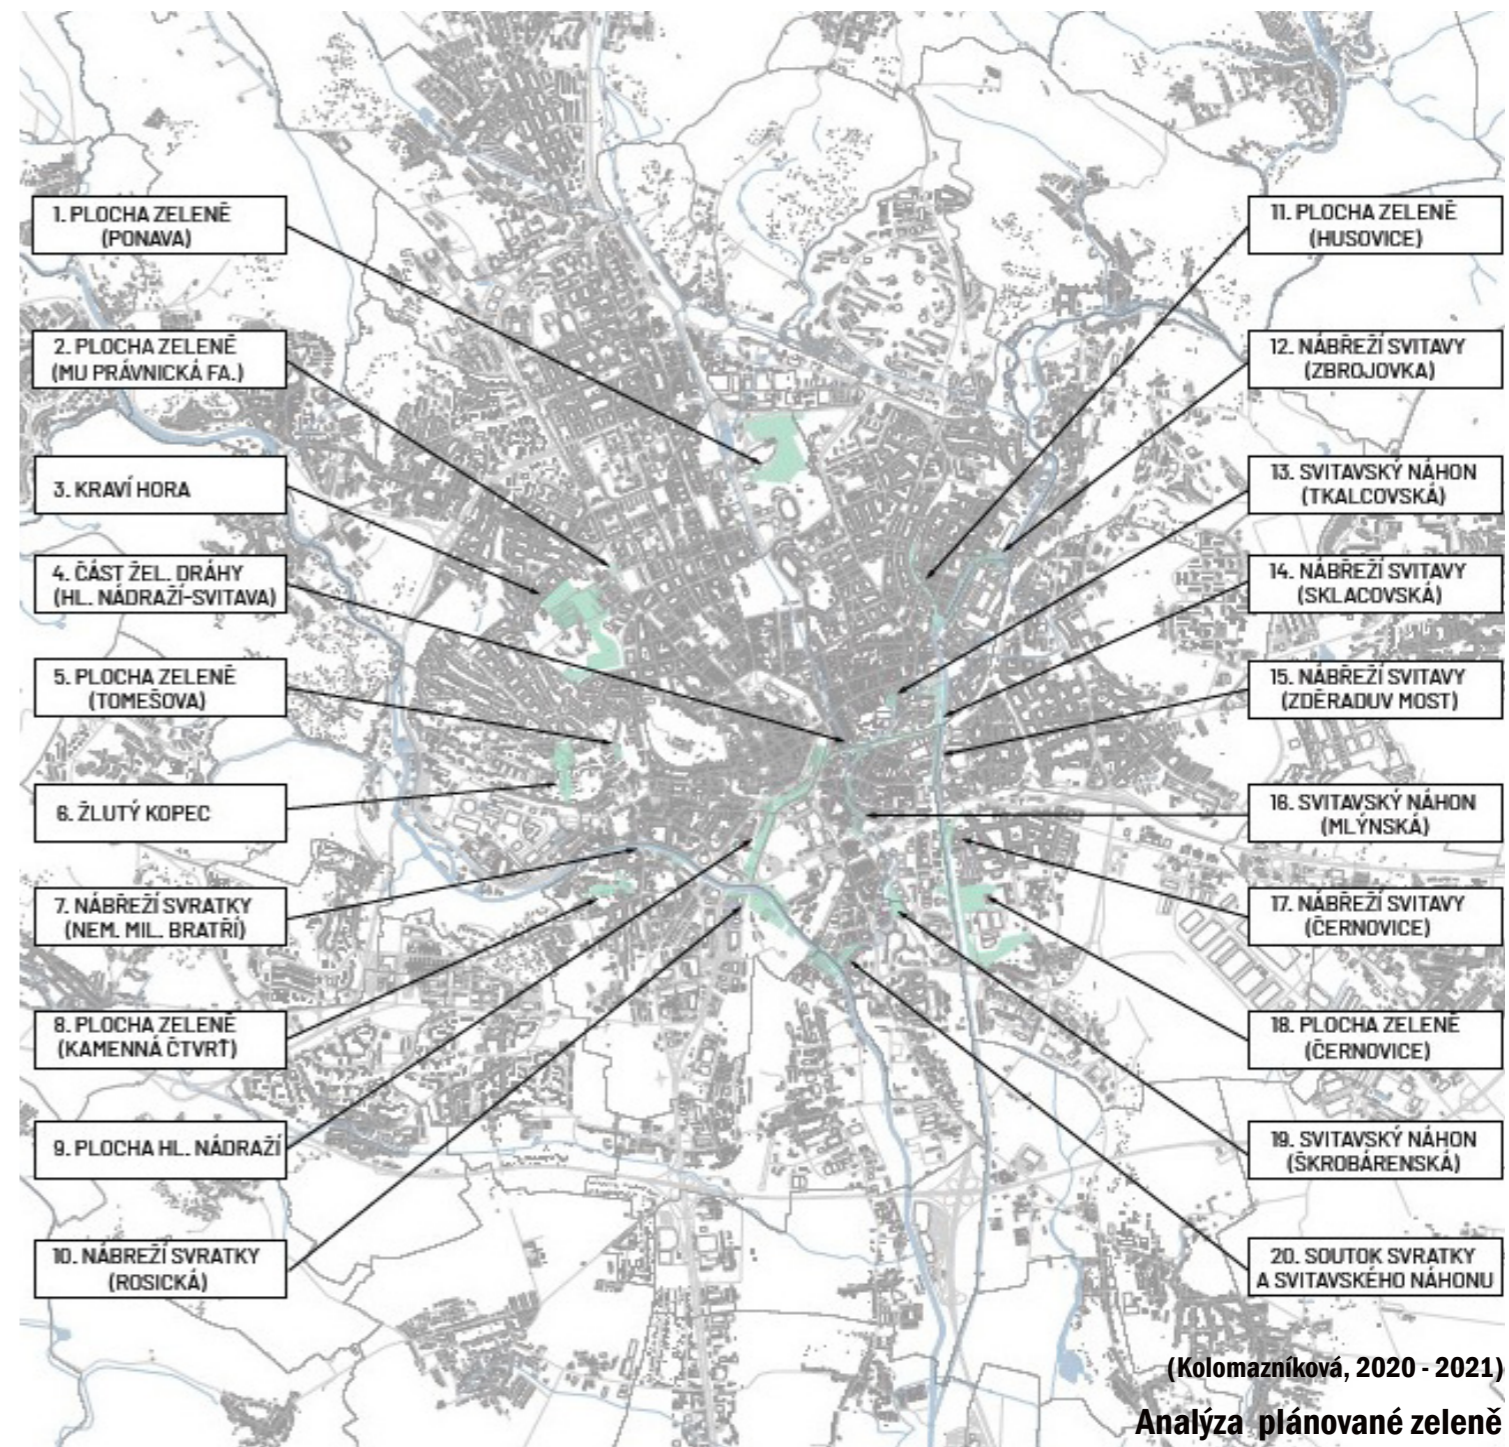 1. PLOCHA ZELENĚ
(PONAVA)
2. PLOCHA ZELENĚ
(MU PRÁVNICKÁ FA.)
3. KRAVÍ HORA
4. ČÁST ŽEL. DRÁHY
(HL. NÁDRAŽÍ-SVITAVA)
5. PLOCHA ZELENĚ
(TOMEŠOVA)
6. ŽLUTÝ KOPEC
7. NÁBŘEŽÍ SVRATKY
(NEM. MIL. BRATŘÍ)
8. PLOCHA ZELENĚ
(KAMENNÁ ČTVRŤ)
9. PLOCHA HL. NÁDRAŽÍ
10. NÁBREŽÍ SVRATKY
(ROSICKÁ)
11. PLOCHA ZELENĚ
(HUSOVICE)
12. NÁBŘEŽÍ SVITAVY
(ZBROJOVKA)
13. SVITAVSKÝ NÁHON
(TKALCOVSKÁ)
14. NÁBŘEŽÍ SVITAVY
(SKLACOVSKÁ)
15. NÁBŘEŽÍ SVITAVY
(ZDĚRADUV MOST)
16. SVITAVSKÝ NÁHON
(MLÝNSKÁ)
17. NÁBŘEŽÍ SVITAVY
(ČERNOVICE)
18. PLOCHA ZELENĚ
(ČERNOVICE)
19. SVITAVSKÝ NÁHON
(ŠKROBÁRENSKÁ)
20. SOUTOK SVRATKY
A SVITAVSKÉHO NÁHONU
(Kolomazníková, 2020 - 2021)
Analýza plánované zeleně